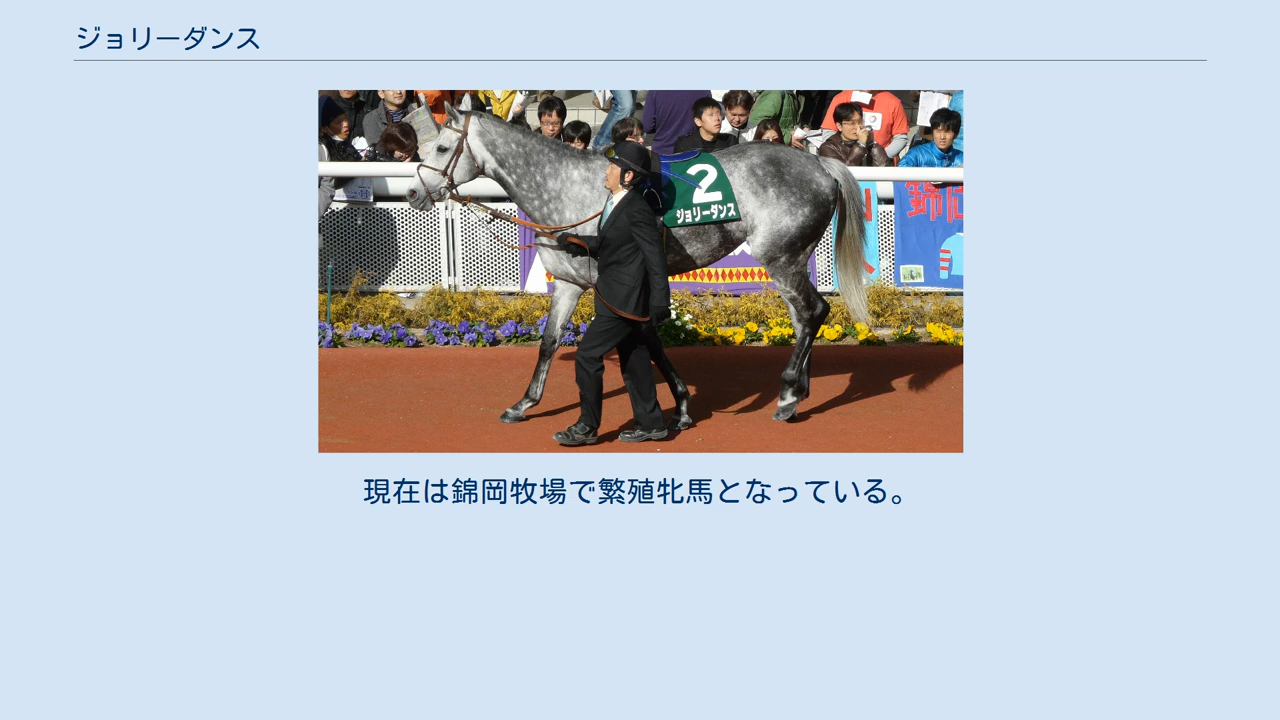 ジョリーダンス
2
ジョリーダンス
現在は錦岡牧場で繁殖牝馬となっている。